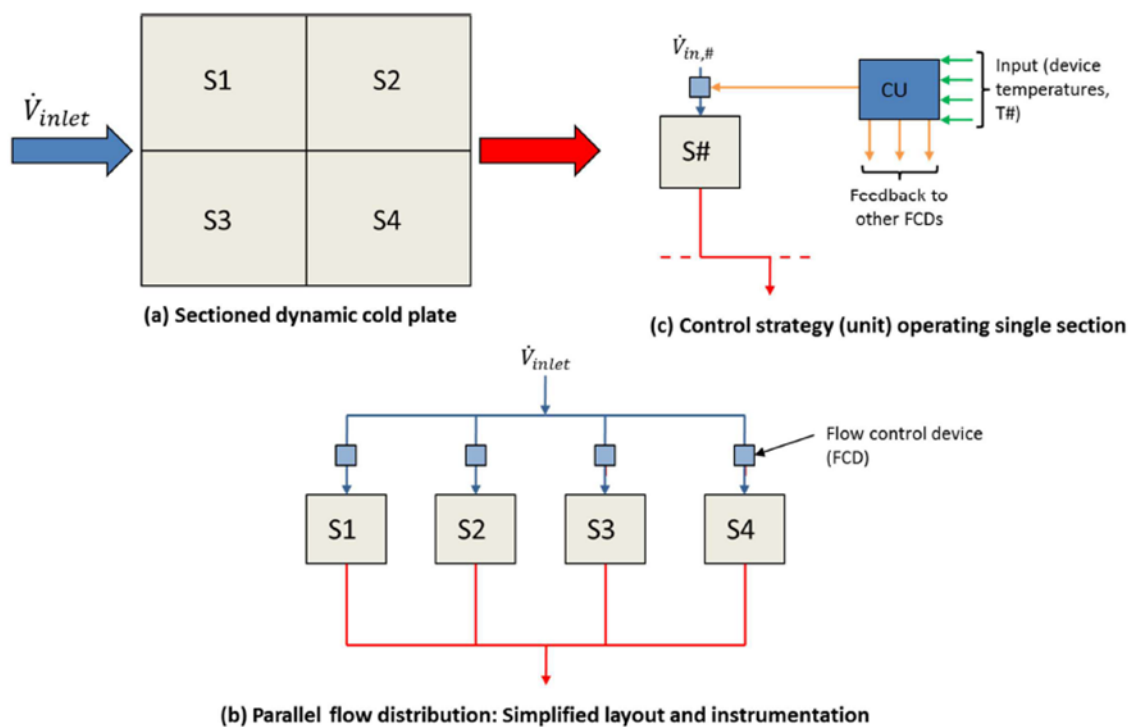 S1
S2
S3
S4
V̇inlet
(a) Sectioned dynamic cold plate
V̇in,#
S#
CU
Input (device
temperatures,
T#)
Feedback to
other FCDs
(c) Control strategy (unit) operating single section
V̇inlet
Flow control device
(FCD)
S1
S2
S3
S4
(b) Parallel flow distribution: Simplified layout and instrumentation